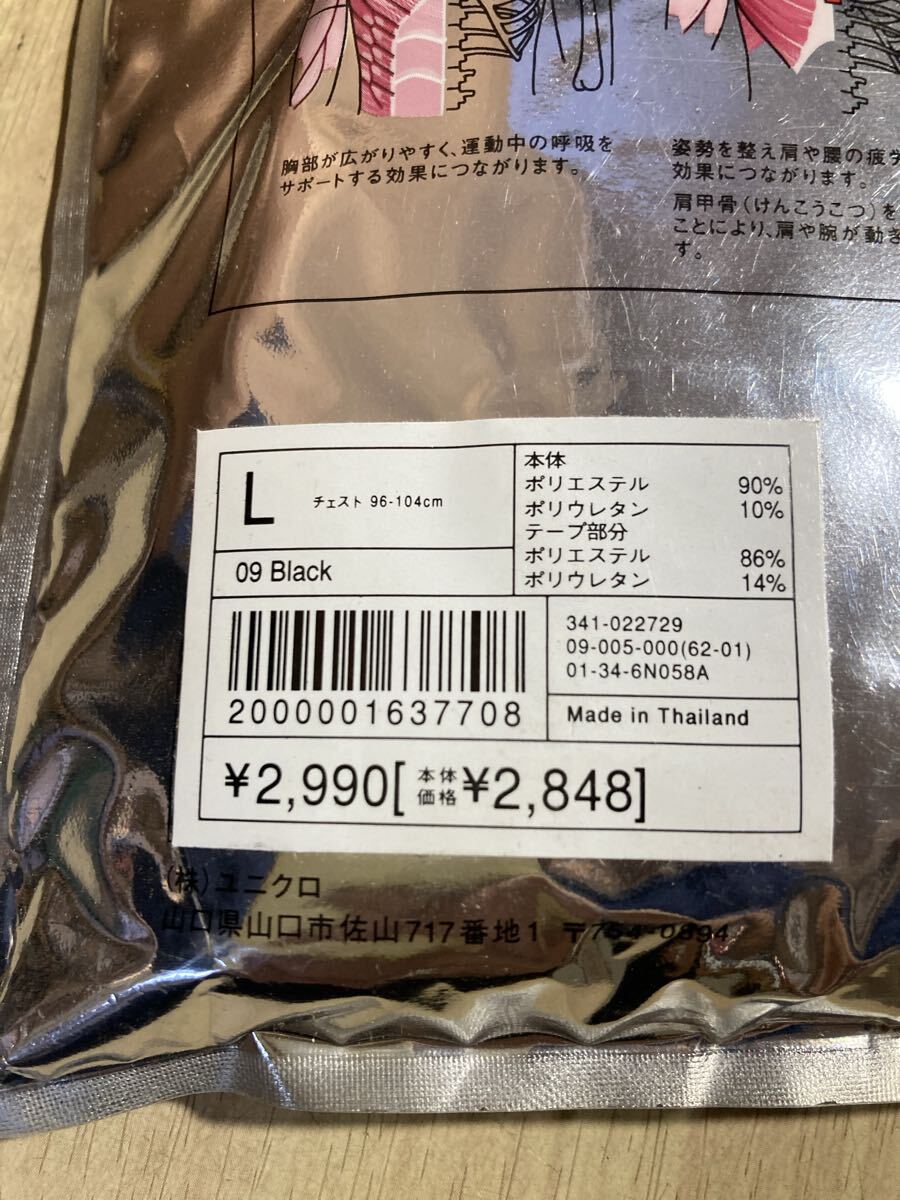 胸部が広がりやすく、運動中の呼吸を
サポートする効果につながります。
姿勢を整え肩や腰の疲労
効果につながります。
肩甲骨(けんこうこつ)を
ことにより、肩や腕が動き
す。
L チェスト 96-104cm
09 Black
本体
ポリエステル 90%
ポリウレタン 10%
テープ部分
ポリエステル 86%
ポリウレタン 14%
341-022729
09-005-000(62-01)
01-34-6N058A
2000001637708
Made in Thailand
¥2,990[本体価格¥2,848]
(株)ユニクロ
山口県山口市佐山717番地1 〒754-0894